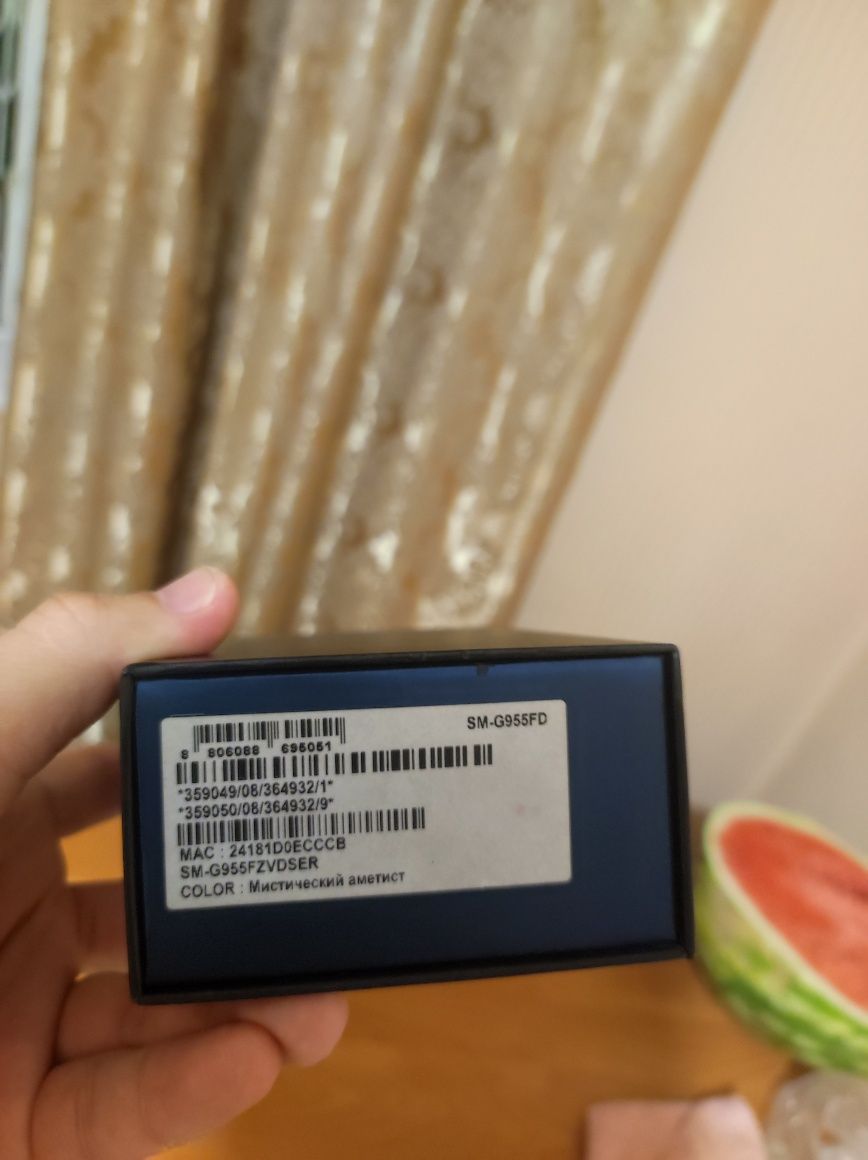 SM-G955FD
8 806088 695051
*359049/08/364932/1*
*359050/08/364932/9*
MAC : 24181D0ECCCB
SM-G955FZVDSER
COLOR : Мистический аметист